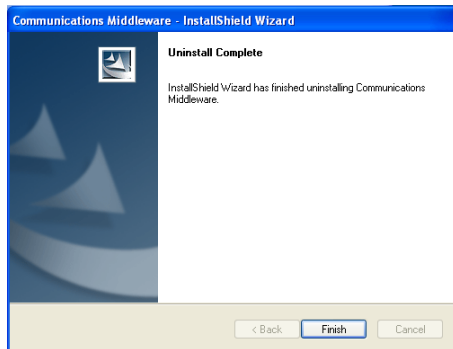 Communications Middleware - InstallShield Wizard
Uninstall Complete
InstallShield Wizard has finished uninstalling Communications
Middleware.
< Back Finish Cancel